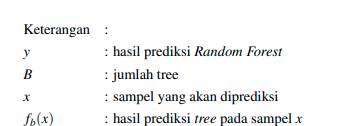 Keterangan :
y : hasil prediksi Random Forest
B : jumlah tree
x : sampel yang akan diprediksi
f_b(x) : hasil prediksi tree pada sampel x